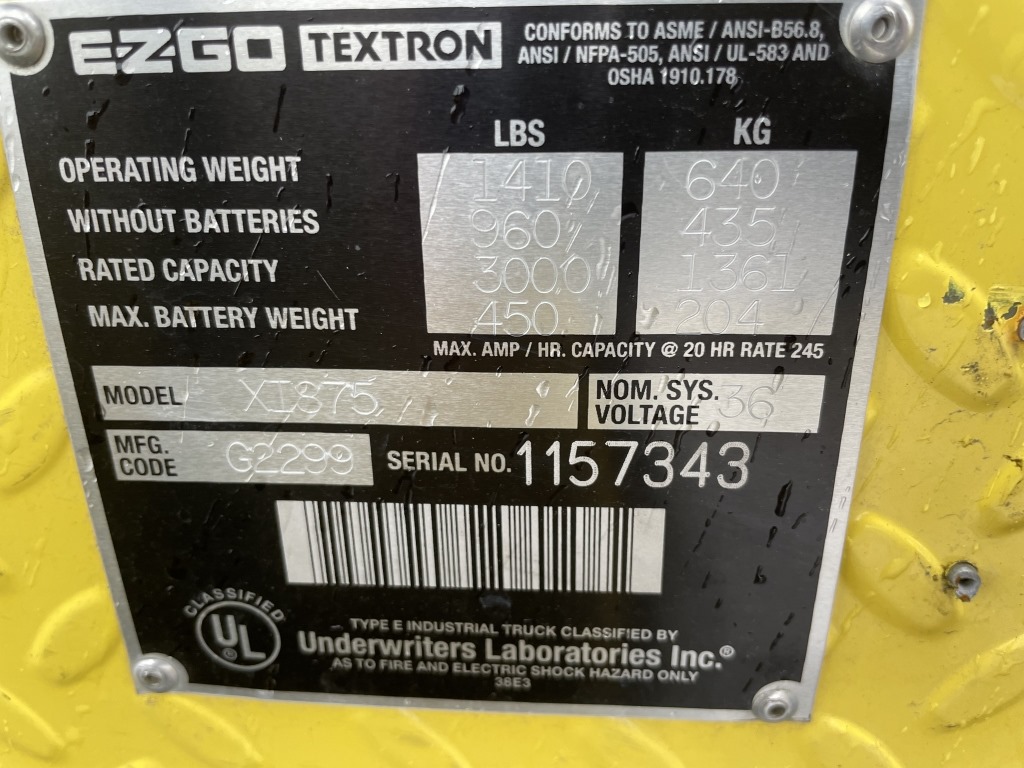 E-Z-GO TEXTRON
CONFORMS TO ASME / ANSI-B56.8,
ANSI / NFPA-505, ANSI / UL-583 AND
OSHA 1910.178
LBS KG
OPERATING WEIGHT 1410 640
WITHOUT BATTERIES 960 435
RATED CAPACITY 3000 1361
MAX. BATTERY WEIGHT 450 204
MAX. AMP / HR. CAPACITY @ 20 HR RATE 245
MODEL XI875
NOM. SYS.
VOLTAGE 36
MFG.
CODE G2299
SERIAL NO. 1157343
CLASSIFIED
UL
TYPE E INDUSTRIAL TRUCK CLASSIFIED BY
Underwriters Laboratories Inc.®
AS TO FIRE AND ELECTRIC SHOCK HAZARD ONLY
38E3